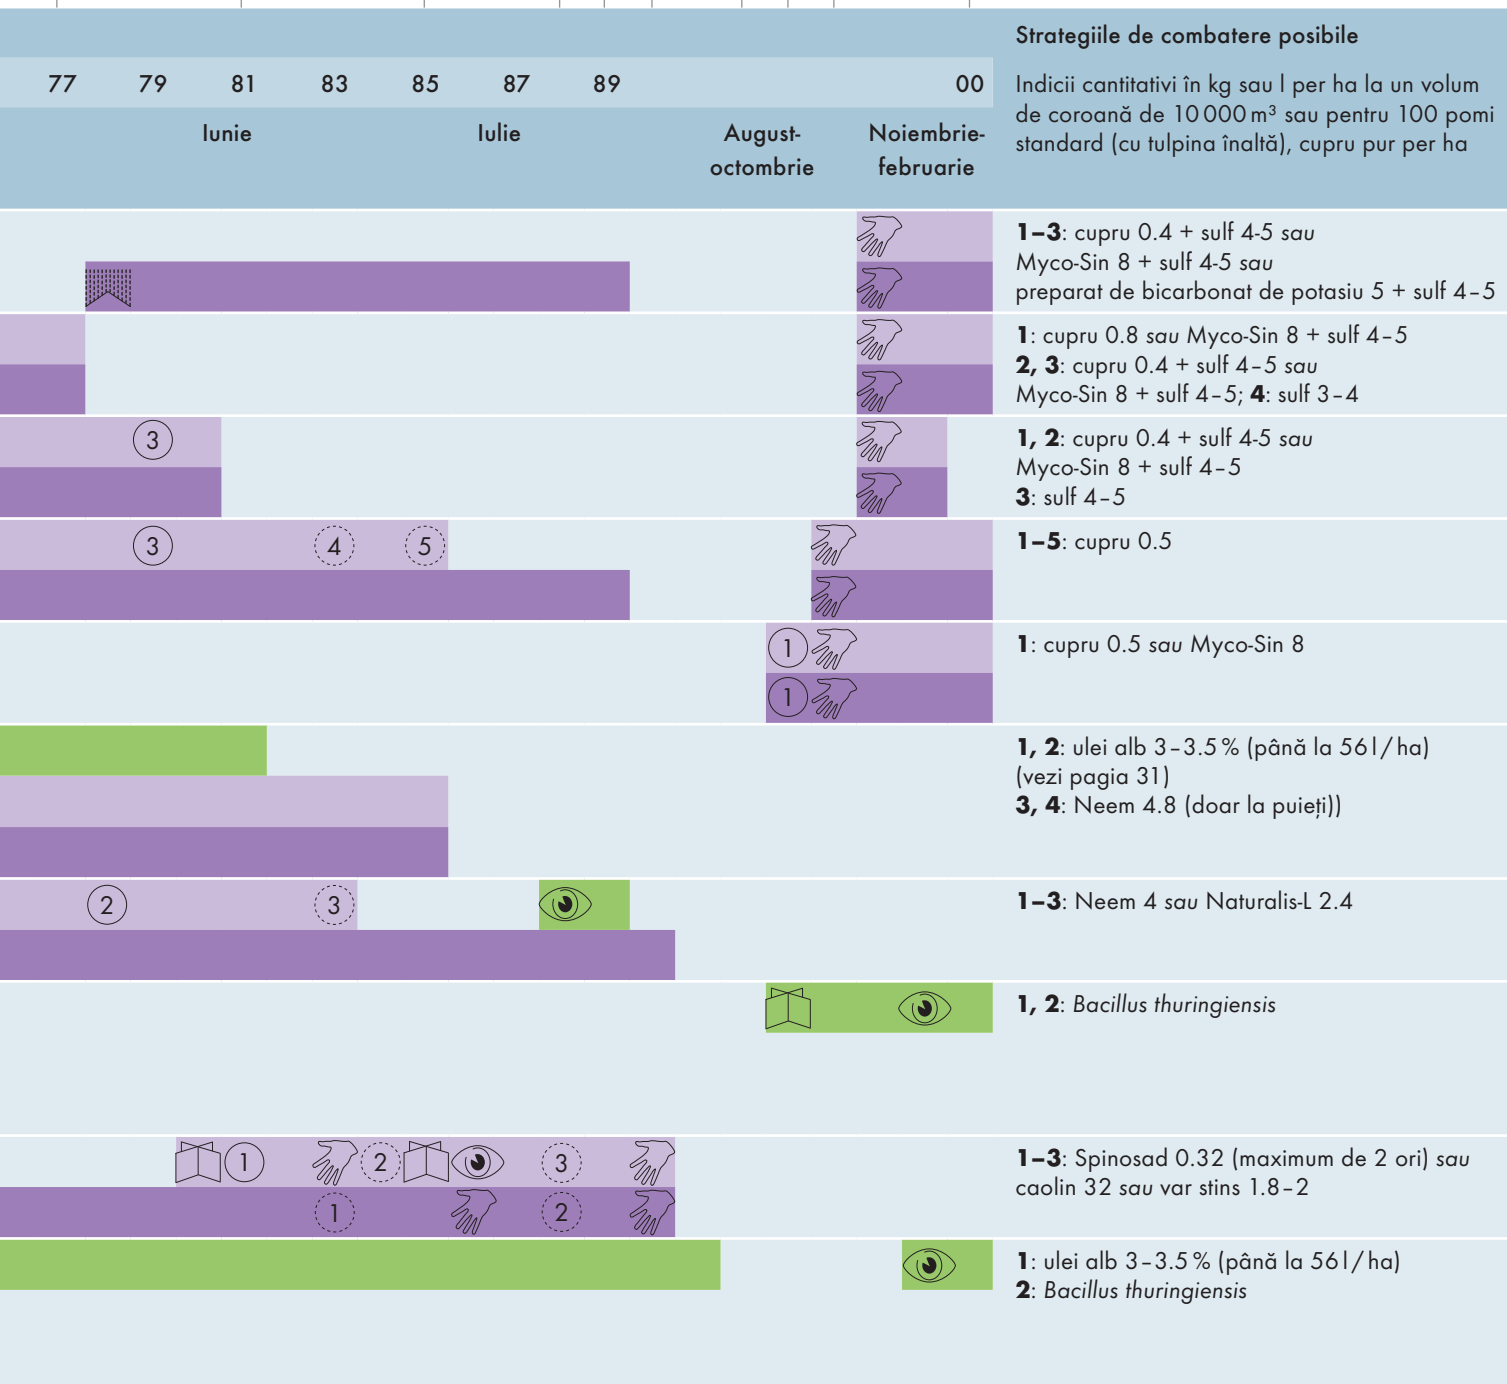 Strategiile de combatere posibile
77 79 81 83 85 87 89 00
Indicii cantitativi în kg sau l per ha la un volum
de coroană de 10 000 m³ sau pentru 100 pomi
standard (cu tulpina înaltă), cupru pur per ha
Iunie Iulie August-
octombrie
Noiembrie-
februarie
1–3: cupru 0.4 + sulf 4-5 sau
Myco-Sin 8 + sulf 4-5 sau
preparat de bicarbonat de potasiu 5 + sulf 4–5
1: cupru 0.8 sau Myco-Sin 8 + sulf 4–5
2, 3: cupru 0.4 + sulf 4–5 sau
Myco-Sin 8 + sulf 4–5; 4: sulf 3–4
3
1, 2: cupru 0.4 + sulf 4-5 sau
Myco-Sin 8 + sulf 4–5
3: sulf 4–5
3 4 5
1–5: cupru 0.5
1
1
1: cupru 0.5 sau Myco-Sin 8
1, 2: ulei alb 3–3.5 % (până la 56 l/ha)
(vezi pagia 31)
3, 4: Neem 4.8 (doar la puieți))
2 3
1–3: Neem 4 sau Naturalis-L 2.4
1, 2: Bacillus thuringiensis
1 2 3
1 2
1–3: Spinosad 0.32 (maximum de 2 ori) sau
caolin 32 sau var stins 1.8–2
1: ulei alb 3–3.5 % (până la 56 l/ha)
2: Bacillus thuringiensis